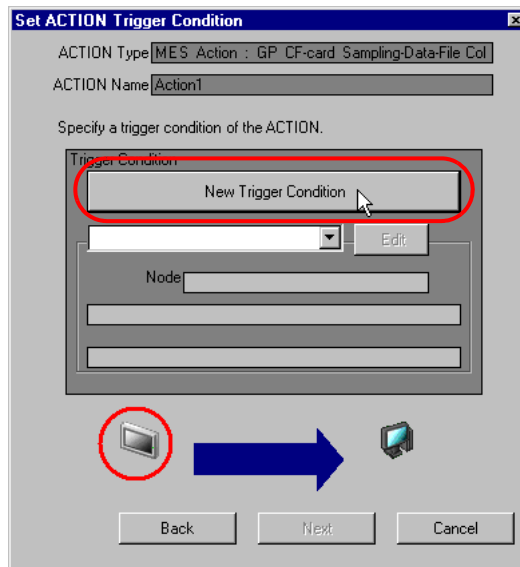 Set ACTION Trigger Condition
ACTION Type MES Action : GP CF-card Sampling-Data-File Col
ACTION Name Action1
Specify a trigger condition of the ACTION.
Trigger Condition
New Trigger Condition
Edit
Node
Back Next Cancel